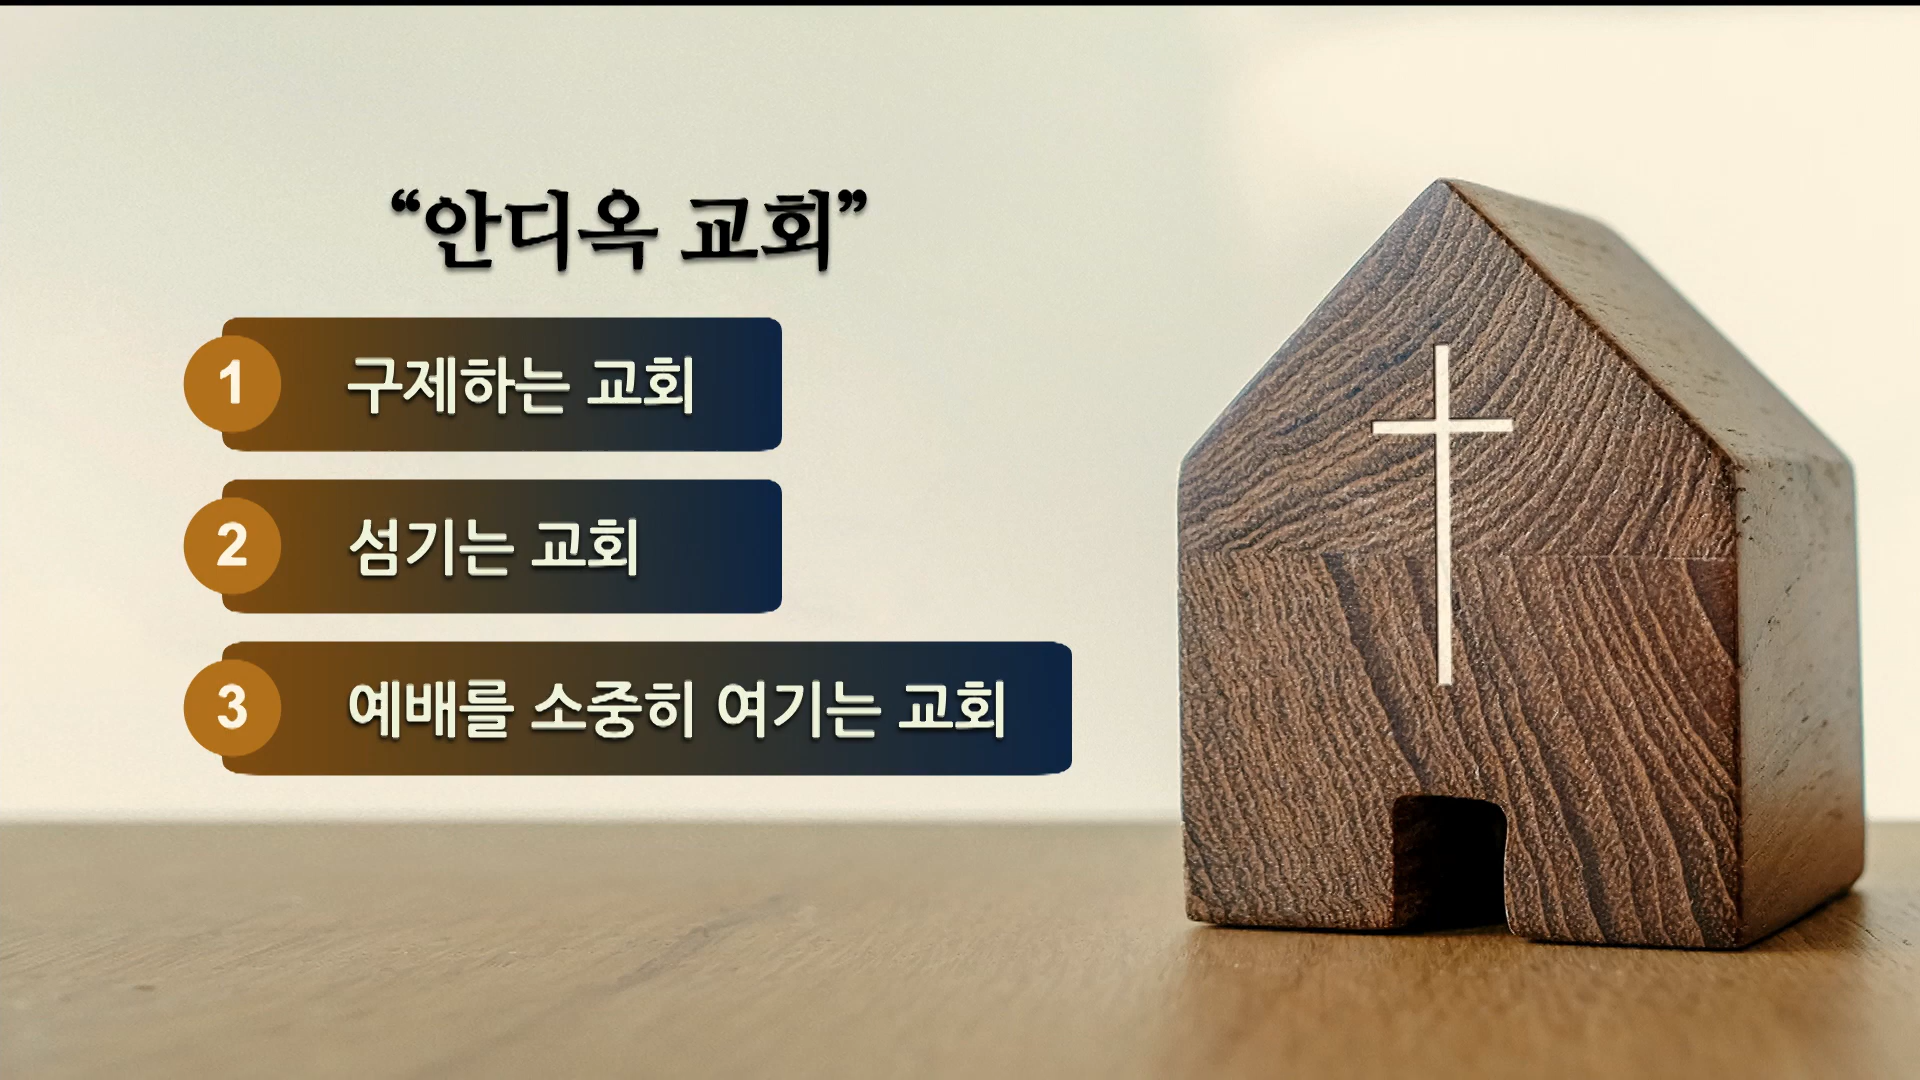 “안디옥 교회”
1 구제하는 교회
2 섬기는 교회
3 예배를 소중히 여기는 교회